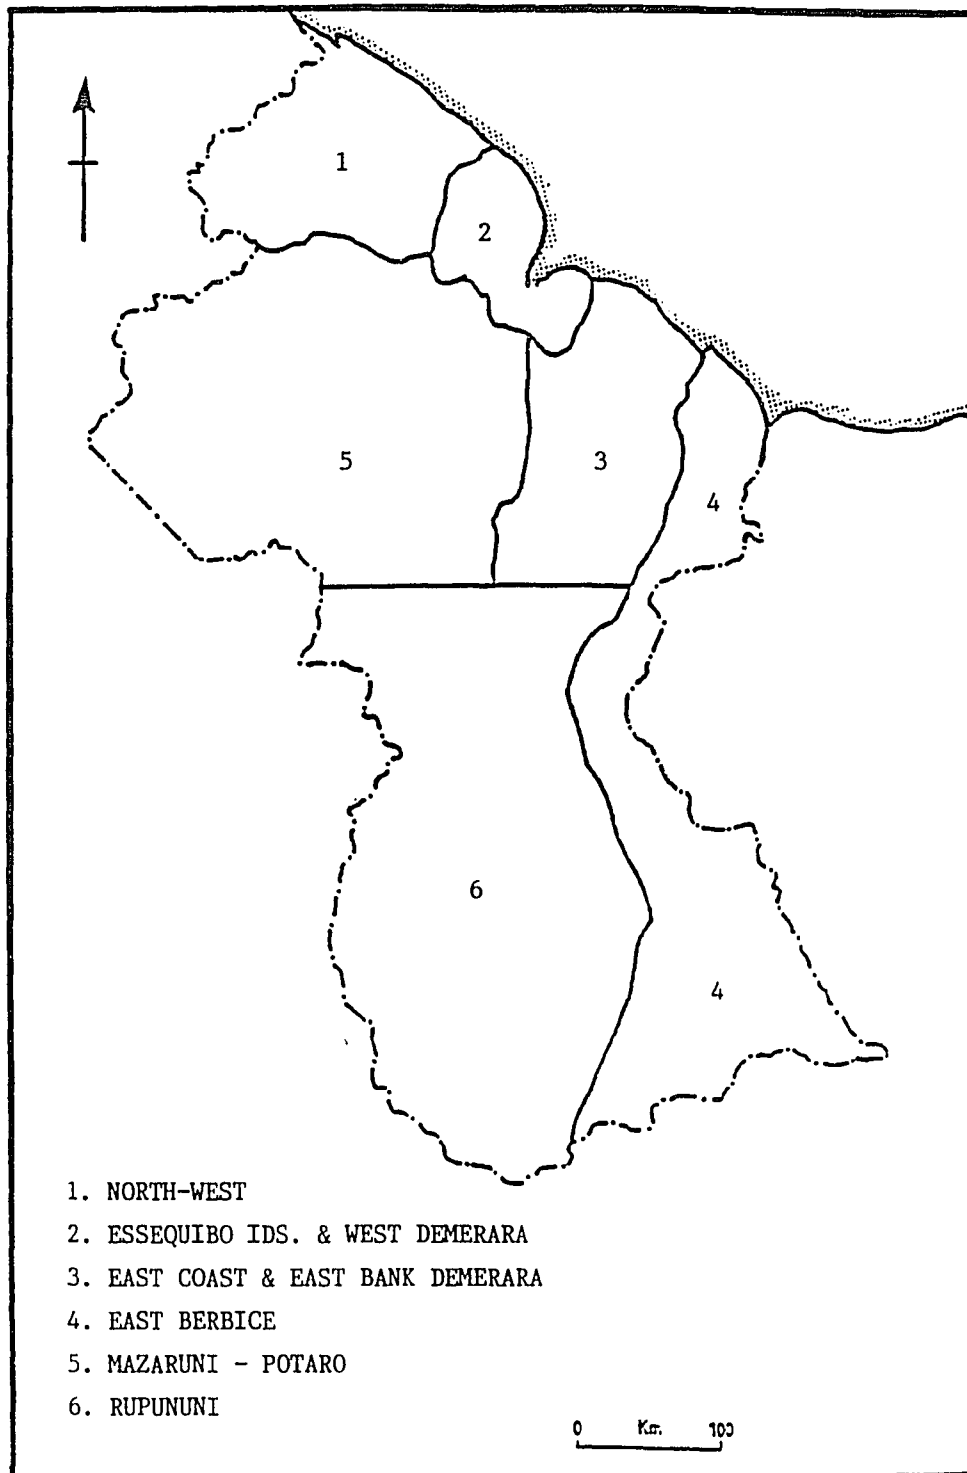 1
2
5
3
4
6
4
1. NORTH-WEST
2. ESSEQUIBO IDS. & WEST DEMERARA
3. EAST COAST & EAST BANK DEMERARA
4. EAST BERBICE
5. MAZARUNI - POTARO
6. RUPUNUNI
0 Km. 100